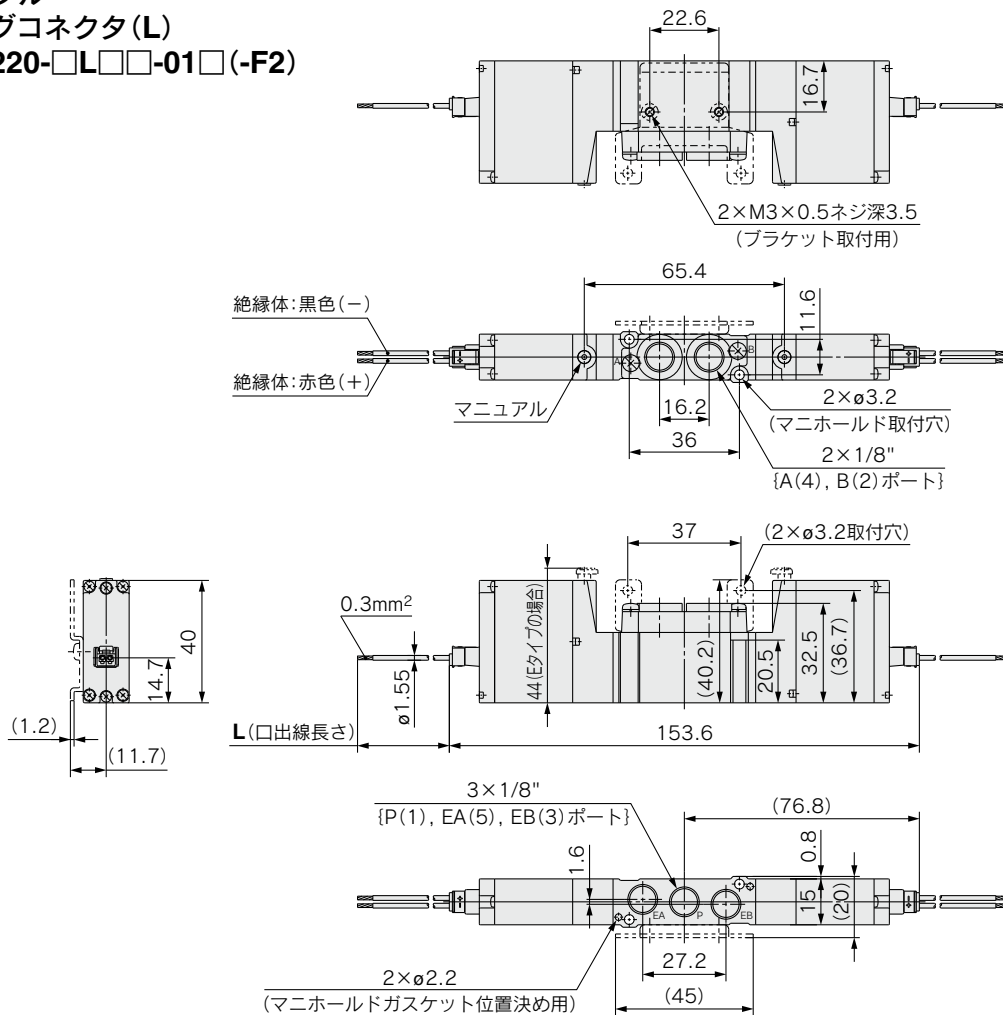 グコネクタ(L)
220-□L□□-01□(-F2)
22.6
16.7
2×M3×0.5ネジ深3.5
(ブラケット取付用)
65.4
11.6
絶縁体:黒色(−)
絶縁体:赤色(+)
A
B
マニュアル
16.2
36
2×ø3.2
(マニホールド取付穴)
2×1/8"
{A(4), B(2)ポート}
37
(2×ø3.2取付穴)
0.3mm²
44(Eタイプの場合)
40
14.7
ø1.55
(40.2)
20.5
32.5
(36.7)
(1.2)
(11.7)
L(口出線長さ)
153.6
3×1/8"
{P(1), EA(5), EB(3)ポート}
(76.8)
1.6
0.8
15
(20)
EA
P
EB
2×ø2.2
(マニホールドガスケット位置決め用)
27.2
(45)